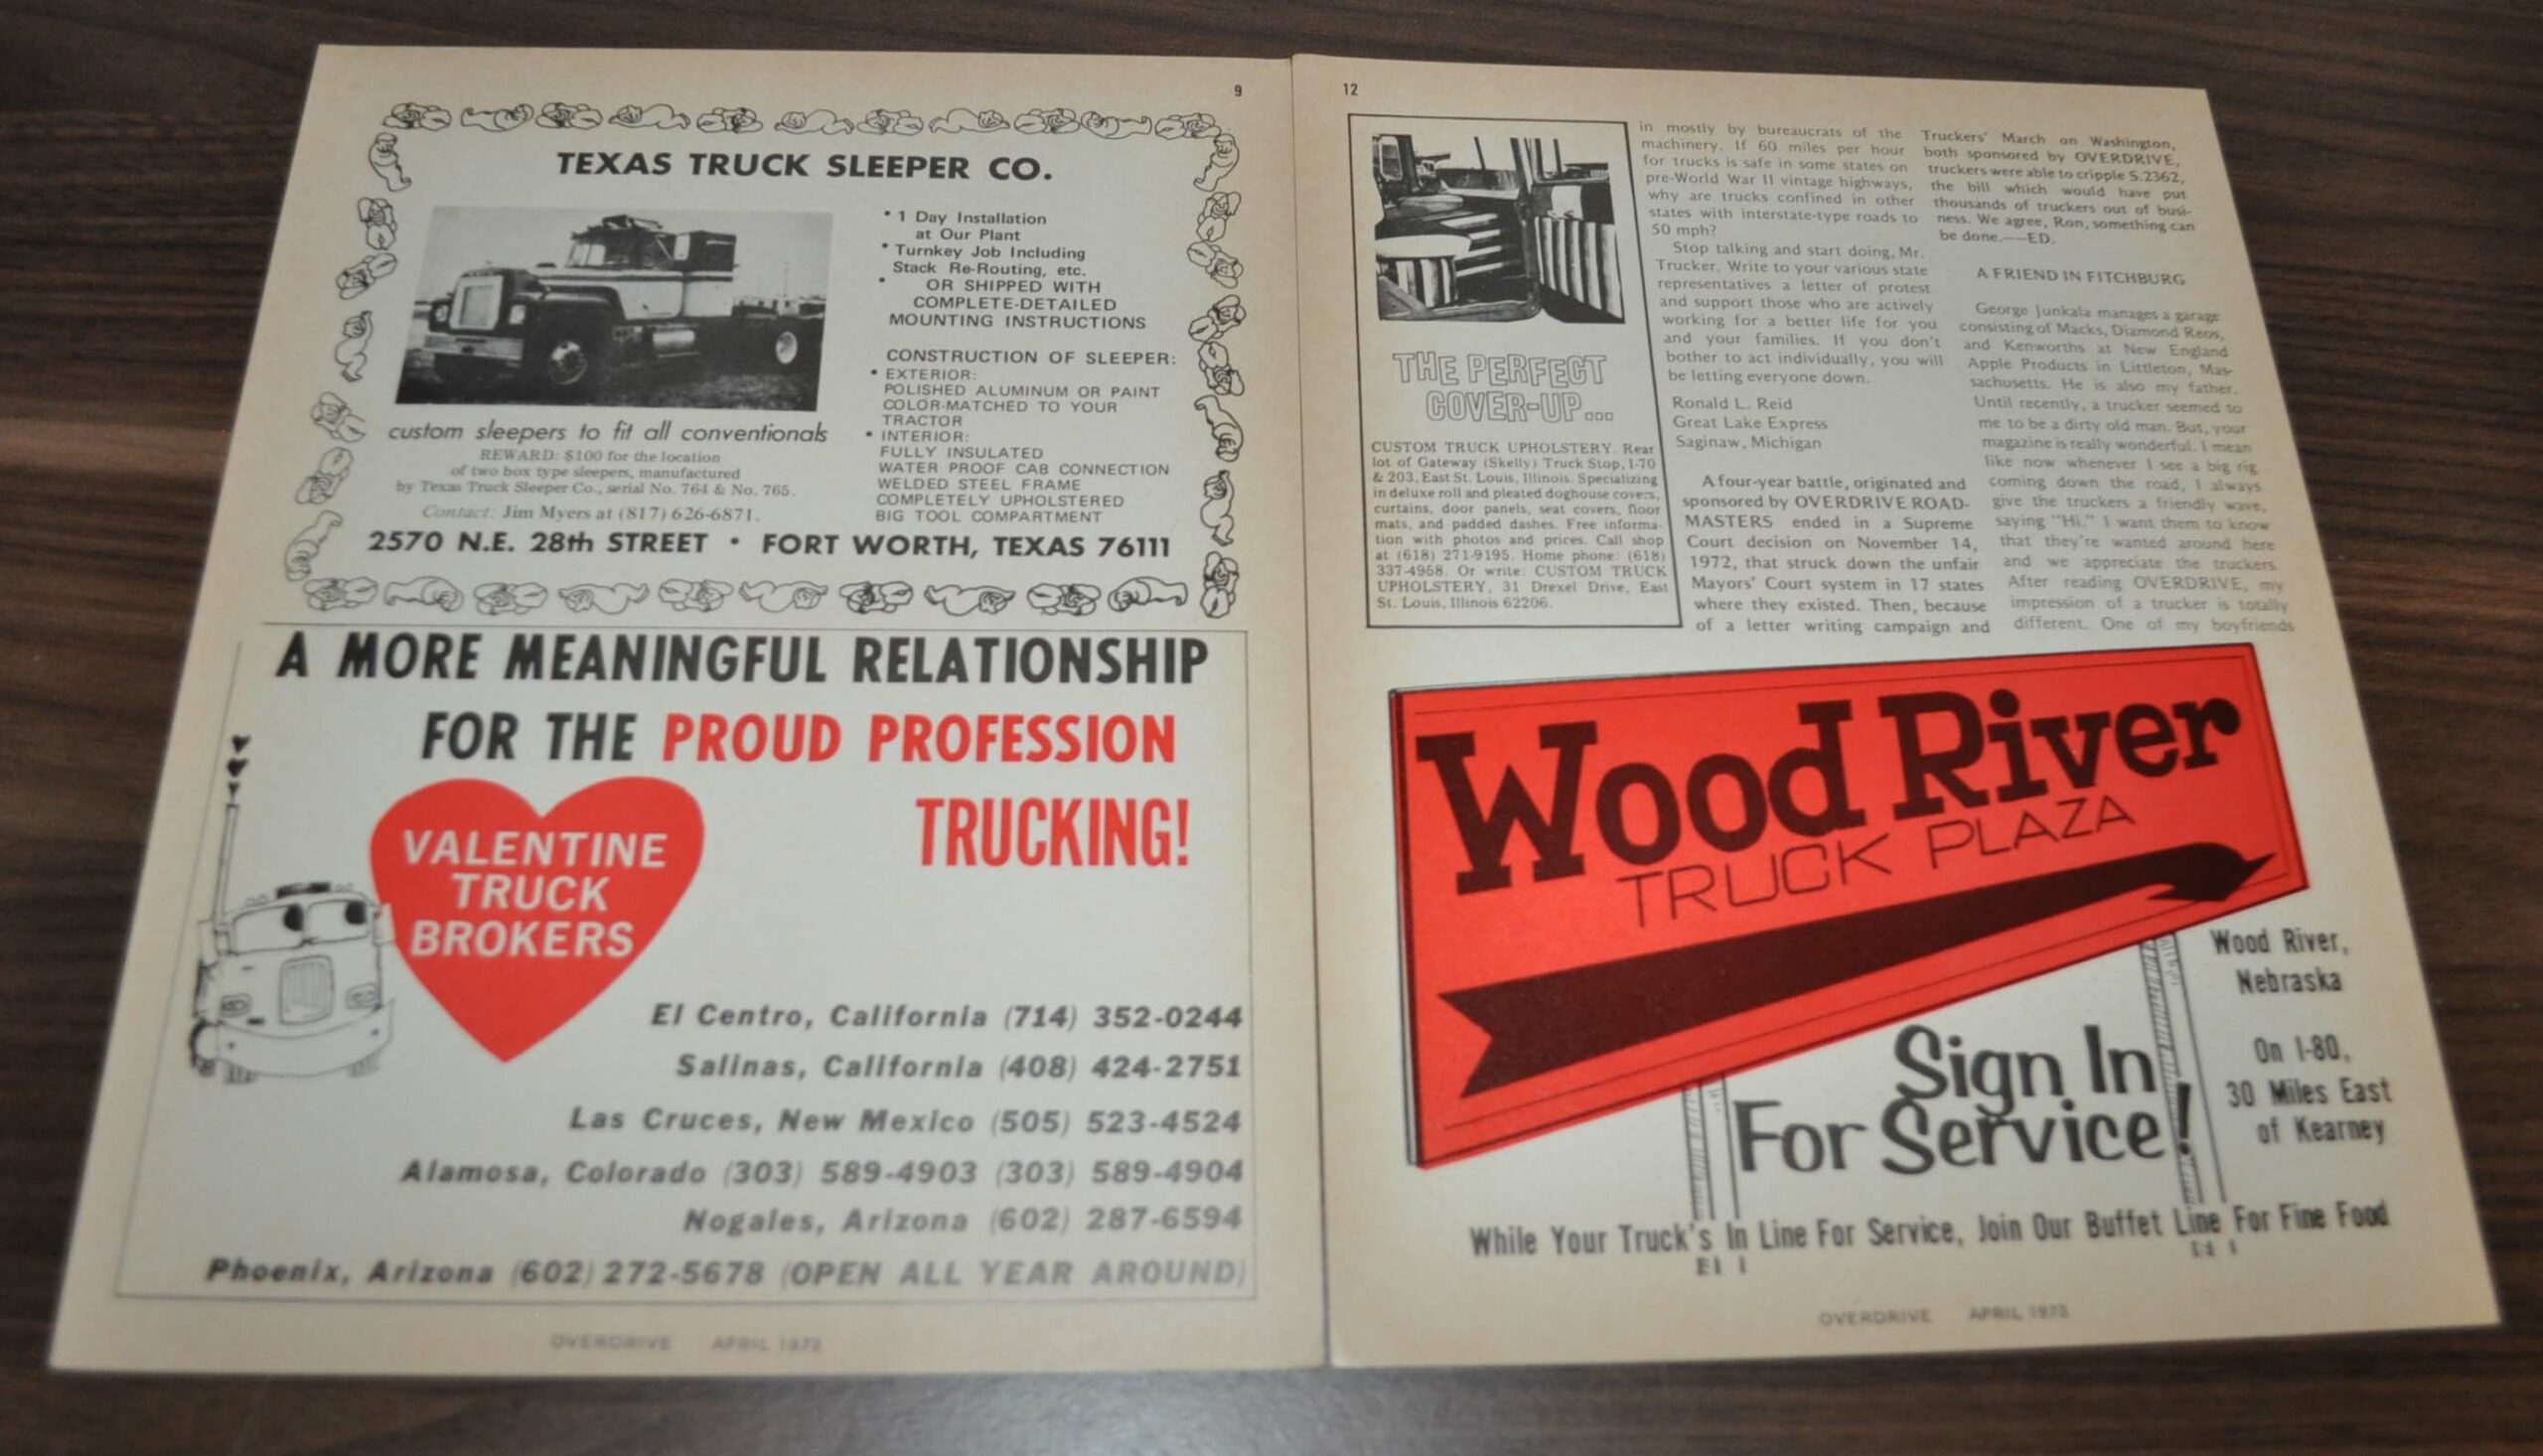 9
TEXAS TRUCK SLEEPER CO.
* 1 Day Installation
at Our Plant
* Turnkey Job Including
Stack Re-Routing, etc.
* OR SHIPPED WITH
COMPLETE-DETAILED
MOUNTING INSTRUCTIONS
CONSTRUCTION OF SLEEPER:
• EXTERIOR:
POLISHED ALUMINUM OR PAINT
COLOR-MATCHED TO YOUR
TRACTOR
• INTERIOR:
FULLY INSULATED
WATER PROOF CAB CONNECTION
WELDED STEEL FRAME
COMPLETELY UPHOLSTERED
BIG TOOL COMPARTMENT
custom sleepers to fit all conventionals
REWARD: $100 for the location
of two box type sleepers, manufactured
by Texas Truck Sleeper Co., serial No. 764 & No. 765.
Contact: Jim Myers at (817) 626-6871.
2570 N.E. 28th STREET • FORT WORTH, TEXAS 76111
A MORE MEANINGFUL RELATIONSHIP
FOR THE PROUD PROFESSION
TRUCKING!
VALENTINE
TRUCK
BROKERS
El Centro, California (714) 352-0244
Salinas, California (408) 424-2751
Las Cruces, New Mexico (505) 523-4524
Alamosa, Colorado (303) 589-4903 (303) 589-4904
Nogales, Arizona (602) 287-6594
Phoenix, Arizona (602) 272-5678 (OPEN ALL YEAR AROUND)
OVERDRIVE APRIL 1973
12
THE PERFECT
COVER-UP...
CUSTOM TRUCK UPHOLSTERY. Rear
lot of Gateway (Skelly) Truck Stop, I-70
& 203, East St. Louis, Illinois. Specializing
in deluxe roll and pleated doghouse covers,
curtains, door panels, seat covers, floor
mats, and padded dashes. Free informa-
tion with photos and prices. Call shop
at (618) 271-9195. Home phone: (618)
337-4958. Or write: CUSTOM TRUCK
UPHOLSTERY, 31 Drexel Drive, East
St. Louis, Illinois 62206.
in mostly by bureaucrats of the
machinery. If 60 miles per hour
for trucks is safe in some states on
pre-World War II vintage highways,
why are trucks confined in other
states with interstate-type roads to
50 mph?
Stop talking and start doing, Mr.
Trucker. Write to your various state
representatives a letter of protest
and support those who are actively
working for a better life for you
and your families. If you don't
bother to act individually, you will
be letting everyone down.
Ronald L. Reid
Great Lake Express
Saginaw, Michigan
A four-year battle, originated and
sponsored by OVERDRIVE ROAD-
MASTERS ended in a Supreme
Court decision on November 14,
1972, that struck down the unfair
Mayors' Court system in 17 states
where they existed. Then, because
of a letter writing campaign and
Truckers' March on Washington,
both sponsored by OVERDRIVE,
truckers were able to cripple S.2362,
the bill which would have put
thousands of truckers out of busi-
ness. We agree, Ron, something can
be done.——ED.
A FRIEND IN FITCHBURG
George Junkala manages a garage
consisting of Macks, Diamond Reos,
and Kenworths at New England
Apple Products in Littleton, Mas-
sachusetts. He is also my father.
Until recently, a trucker seemed to
me to be a dirty old man. But, your
magazine is really wonderful. I mean
like now whenever I see a big rig
coming down the road, I always
give the truckers a friendly wave,
saying "Hi." I want them to know
that they're wanted around here
and we appreciate the truckers.
After reading OVERDRIVE, my
impression of a trucker is totally
different. One of my boyfriends
Wood River
TRUCK PLAZA
Wood River,
Nebraska
On I-80,
30 Miles East
of Kearney
Sign In
For Service!
While Your Truck's In Line For Service, Join Our Buffet Line For Fine Food
OVERDRIVE APRIL 1973